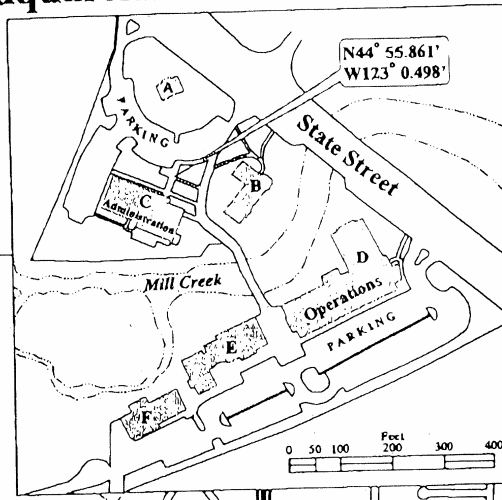 N44° 55.861'
W123° 0.498'
A
PARKING
State Street
B
C
Administration
D
Mill Creek
Operations
E
PARKING
F
Feet
0 50 100 200 300 400